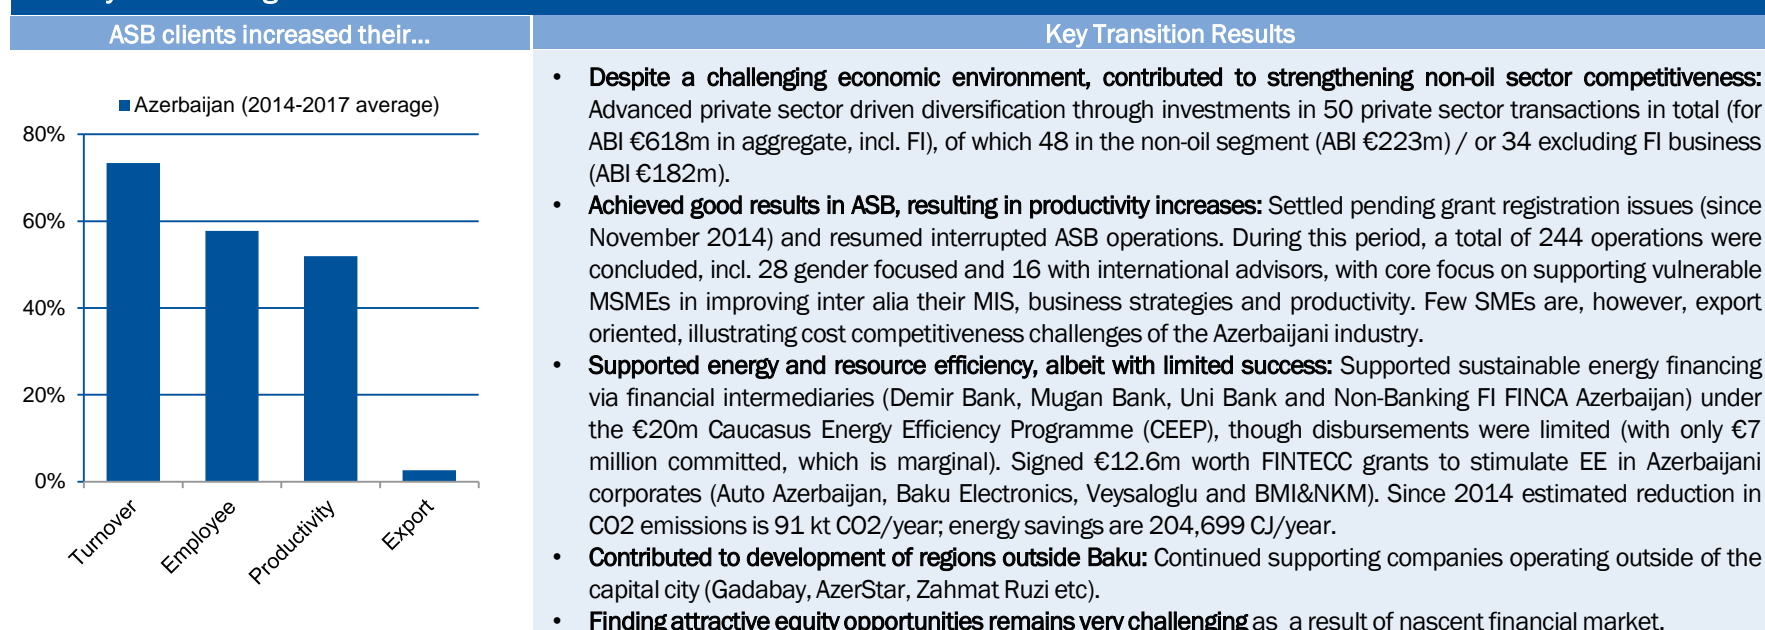 ASB clients increased their...
Azerbaijan (2014-2017 average)
80%
60%
40%
20%
0%
Turnover
Employee
Productivity
Export
Key Transition Results
• Despite a challenging economic environment, contributed to strengthening non-oil sector competitiveness:
Advanced private sector driven diversification through investments in 50 private sector transactions in total (for
ABI €618m in aggregate, incl. FI), of which 48 in the non-oil segment (ABI €223m) / or 34 excluding FI business
(ABI €182m).
• Achieved good results in ASB, resulting in productivity increases: Settled pending grant registration issues (since
November 2014) and resumed interrupted ASB operations. During this period, a total of 244 operations were
concluded, incl. 28 gender focused and 16 with international advisors, with core focus on supporting vulnerable
MSMEs in improving inter alia their MIS, business strategies and productivity. Few SMEs are, however, export
oriented, illustrating cost competitiveness challenges of the Azerbaijani industry.
• Supported energy and resource efficiency, albeit with limited success: Supported sustainable energy financing
via financial intermediaries (Demir Bank, Mugan Bank, Uni Bank and Non-Banking FI FINCA Azerbaijan) under
the €20m Caucasus Energy Efficiency Programme (CEEP), though disbursements were limited (with only €7
million committed, which is marginal). Signed €12.6m worth FINTECC grants to stimulate EE in Azerbaijani
corporates (Auto Azerbaijan, Baku Electronics, Veysaloglu and BMI&NKM). Since 2014 estimated reduction in
CO2 emissions is 91 kt CO2/year; energy savings are 204,699 CJ/year.
• Contributed to development of regions outside Baku: Continued supporting companies operating outside of the
capital city (Gadabay, AzerStar, Zahmat Ruzi etc).
• Finding attractive equity opportunities remains very challenging as a result of nascent financial market.